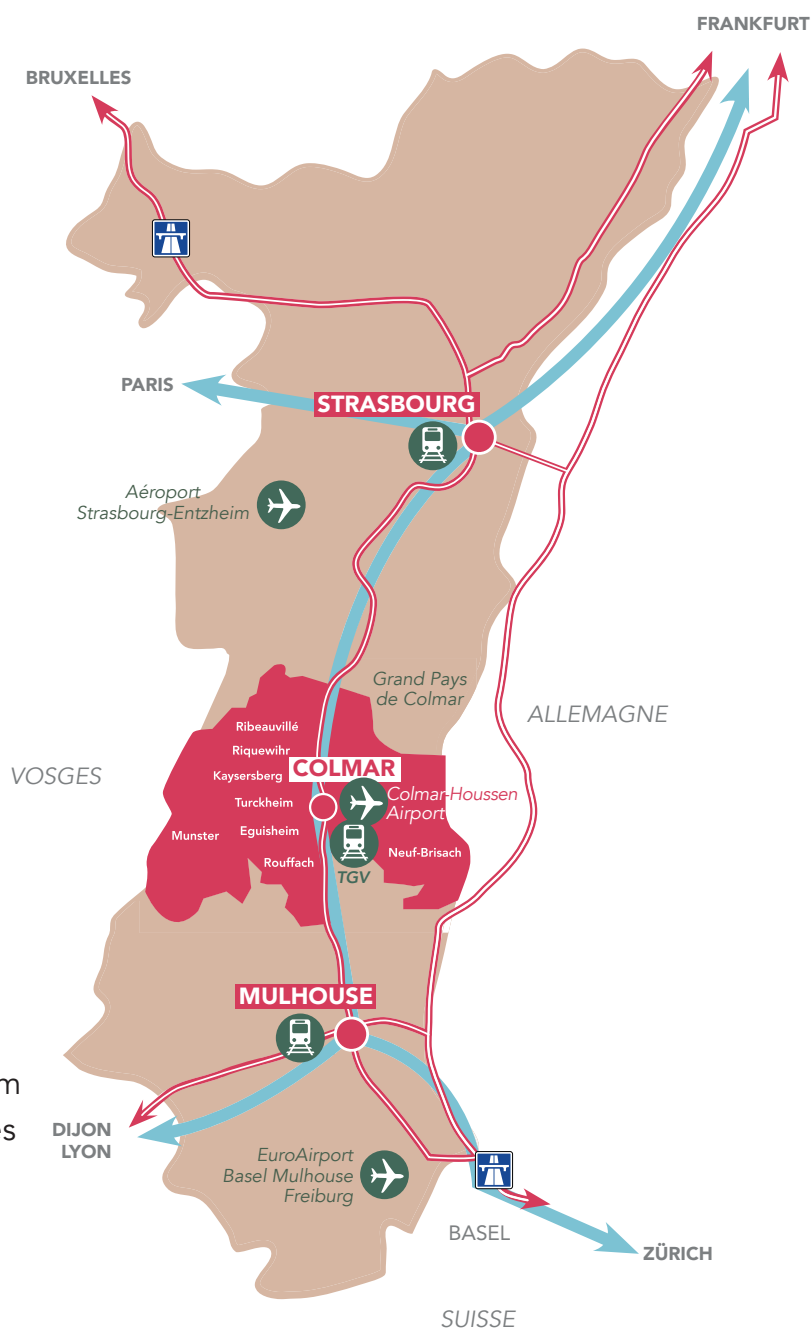 FRANKFURT
BRUXELLES
PARIS
STRASBOURG
Aéroport
Strasbourg-Entzheim
Grand Pays
de Colmar
ALLEMAGNE
Ribeauvillé
Riquewihr
VOSGES
COLMAR
Kaysersberg
Colmar-Houssen
Airport
Turckheim
Munster
Eguisheim
Neuf-Brisach
Rouffach
TGV
MULHOUSE
m
es
DIJON
LYON
EuroAirport
Basel Mulhouse
Freiburg
BASEL
ZÜRICH
SUISSE